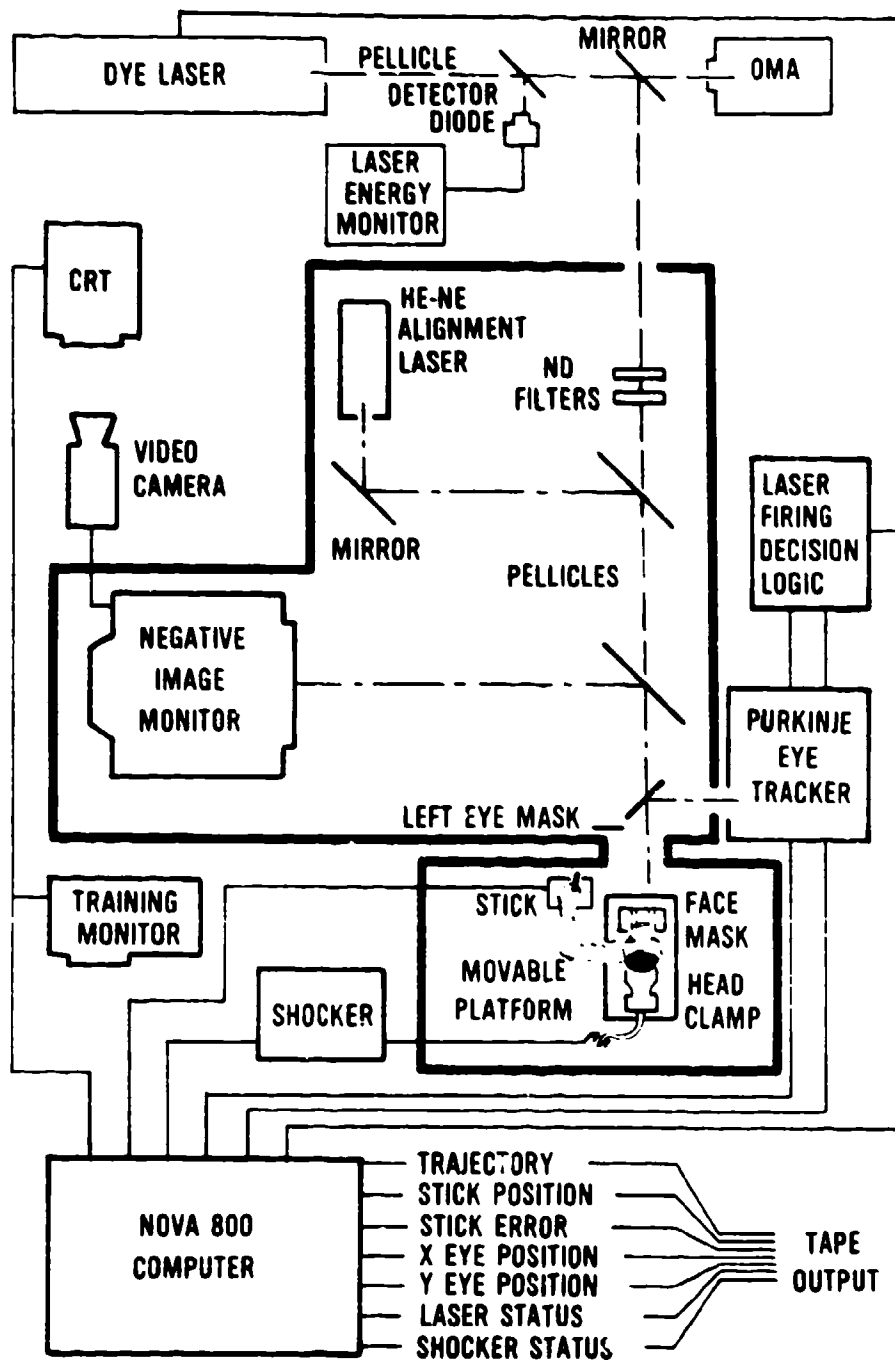 DYE LASER
PELLICLE
DETECTOR
DIODE
MIRROR
OMA
LASER
ENERGY
MONITOR
CRT
HE-NE
ALIGNMENT
LASER
ND
FILTERS
VIDEO
CAMERA
MIRROR
PELLICLES
LASER
FIRING
DECISION
LOGIC
NEGATIVE
IMAGE
MONITOR
PURKINJE
EYE
TRACKER
LEFT EYE MASK
TRAINING
MONITOR
STICK
FACE
MASK
MOVABLE
PLATFORM
HEAD
CLAMP
SHOCKER
NOVA 800
COMPUTER
TRAJECTORY
STICK POSITION
STICK ERROR
X EYE POSITION
Y EYE POSITION
LASER STATUS
SHOCKER STATUS
TAPE
OUTPUT